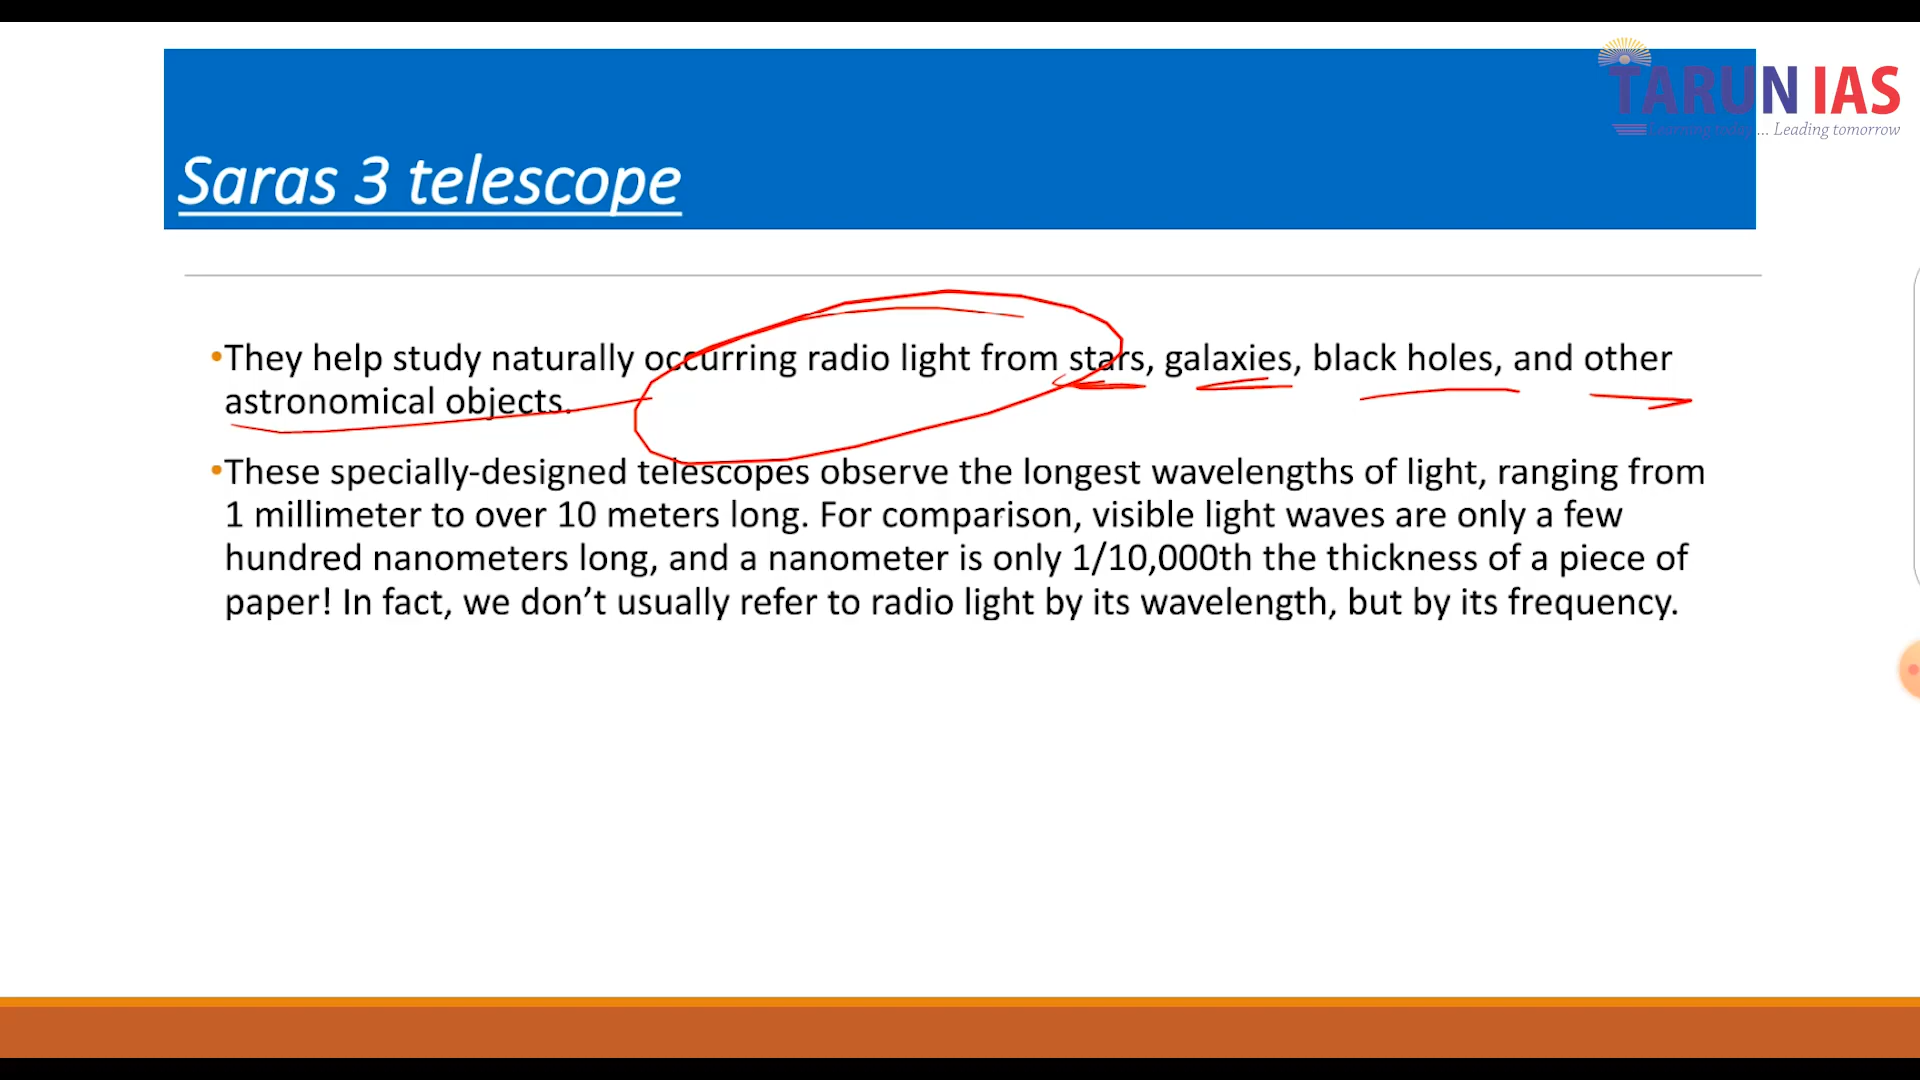 TARUN IAS
Learning today... Leading tomorrow
Saras 3 telescope
•They help study naturally occurring radio light from stars, galaxies, black holes, and other
astronomical objects.
•These specially-designed telescopes observe the longest wavelengths of light, ranging from
1 millimeter to over 10 meters long. For comparison, visible light waves are only a few
hundred nanometers long, and a nanometer is only 1/10,000th the thickness of a piece of
paper! In fact, we don’t usually refer to radio light by its wavelength, but by its frequency.